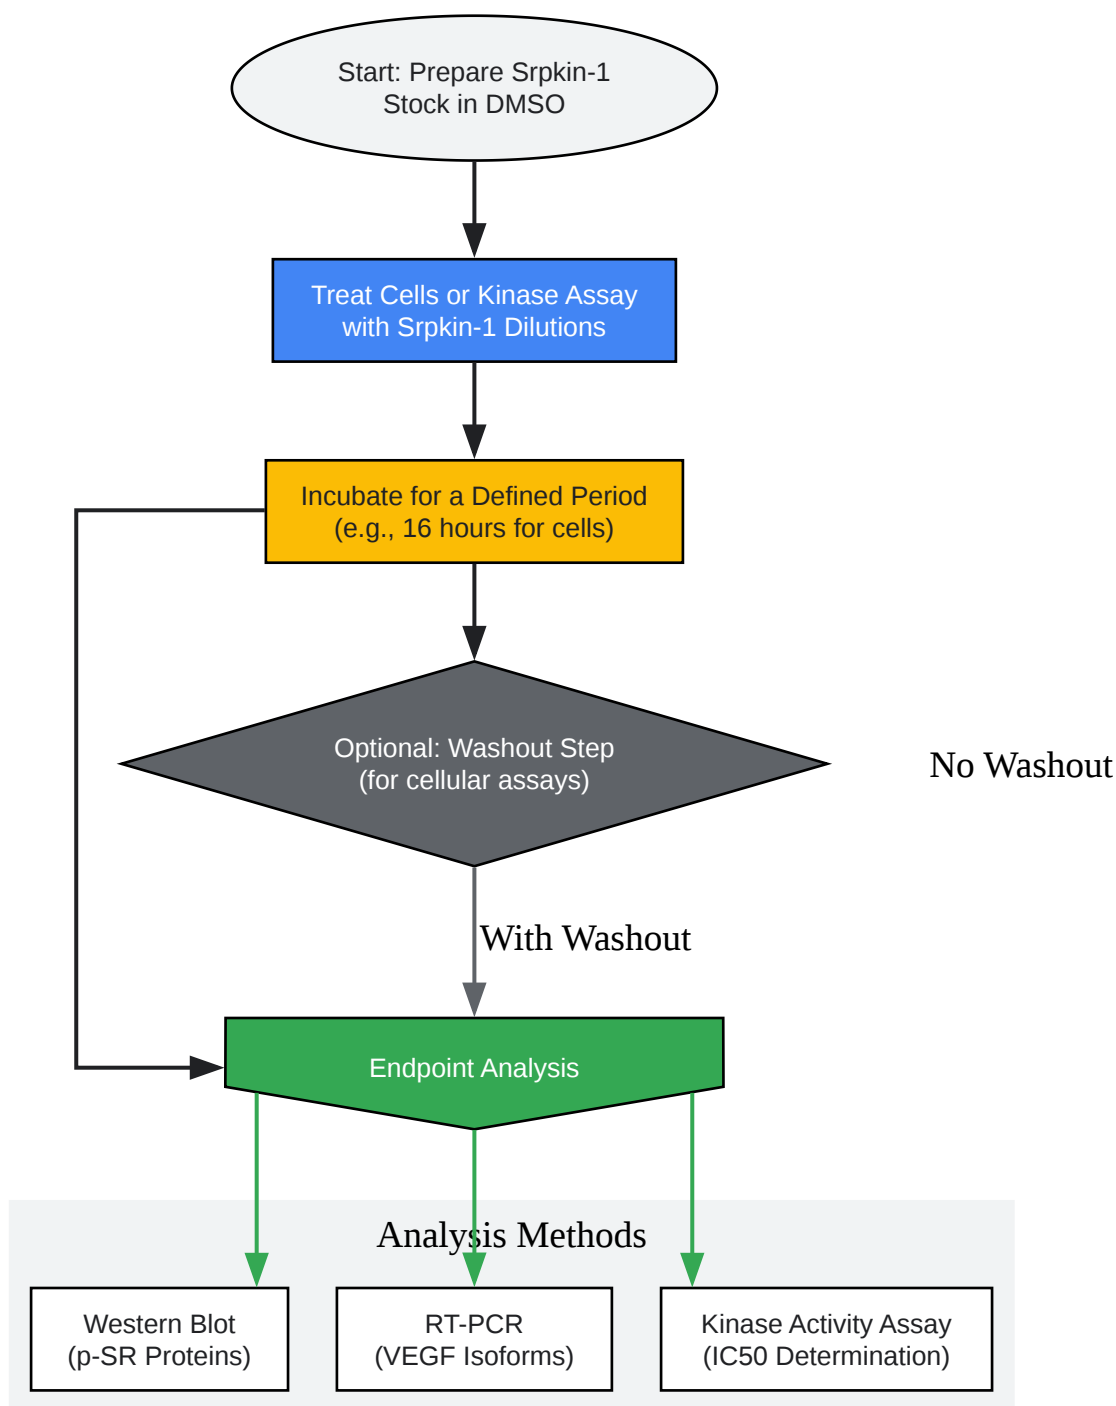 Start: Prepare Srpkin-1
Stock in DMSO
Treat Cells or Kinase Assay
with Srpkin-1 Dilutions
Incubate for a Defined Period
(e.g., 16 hours for cells)
Optional: Washout Step
(for cellular assays)
No Washout
With Washout
Endpoint Analysis
Analysis Methods
Western Blot
(p-SR Proteins)
RT-PCR
(VEGF Isoforms)
Kinase Activity Assay
(IC50 Determination)